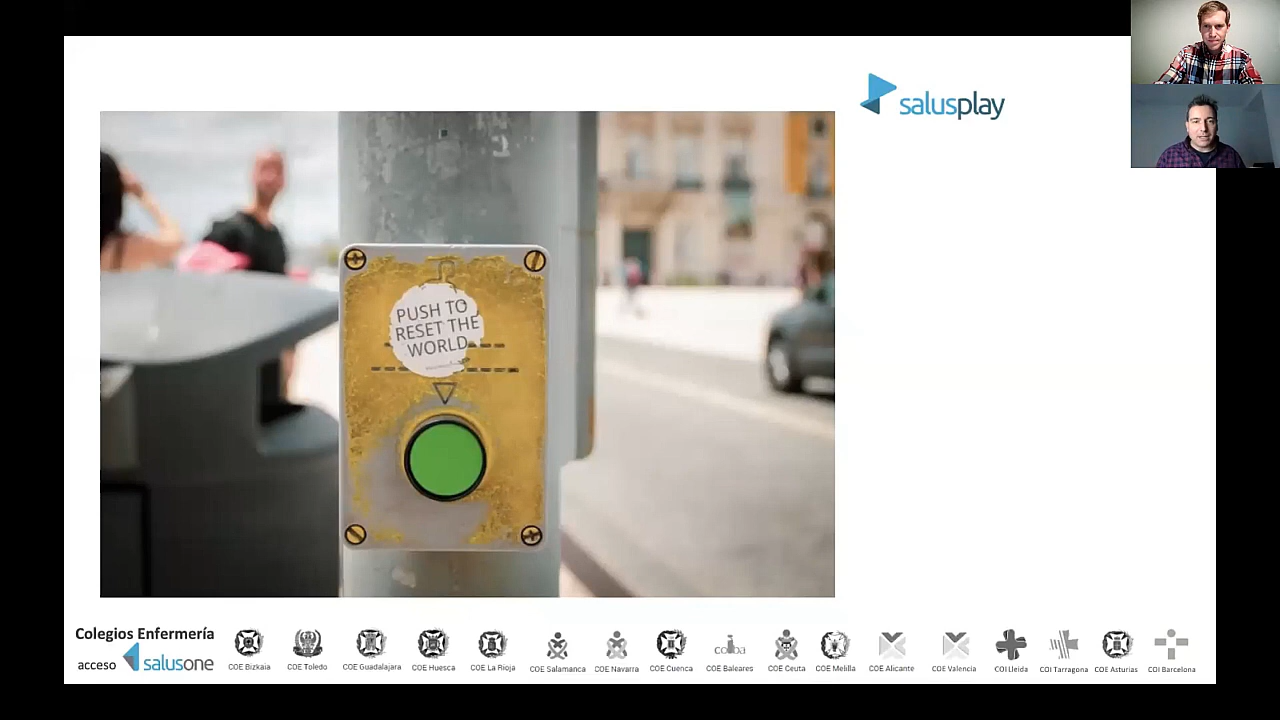 salusplay
PUSH TO
RESET THE
WORLD
Colegios Enfermería
acceso salusone
COE Bizkaia
COE Toledo
COE Guadalajara
COE Huesca
COE La Rioja
COE Salamanca
COE Navarra
COE Cuenca
COE Baleares
COE Ceuta
COE Melilla
COE Alicante
COE Valencia
COI Lleida
COI Tarragona
COE Asturias
COI Barcelona